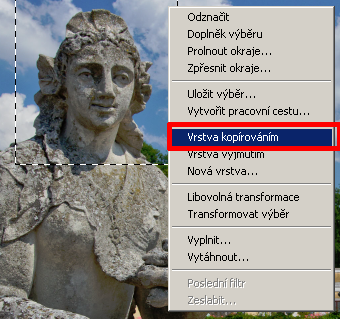 Odznačit
Doplněk výběru
Prolnout okraje...
Zpřesnit okraje...
Uložit výběr...
Vytvořit pracovní cestu...
Vrstva kopírováním
Vrstva vyjmutím
Nová vrstva...
Libovolná transformace
Transformovat výběr
Vyplnit...
Vytáhnout...
Poslední filtr
Zeslabit...